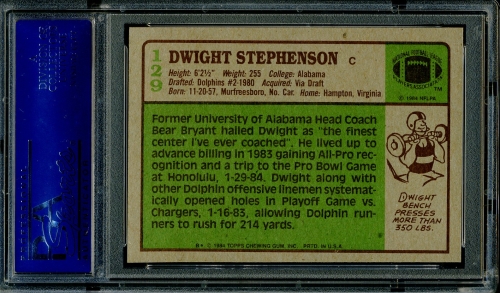 129
DWIGHT STEPHENSON C
Height: 6'2½" Weight: 255 College: Alabama
Drafted: Dolphins #2-1980 Acquired: Via Draft
Born: 11-20-57, Murfreesboro, No. Car. Home: Hampton, Virginia
© 1984 NFLPA
TM
Former University of Alabama Head Coach
Bear Bryant hailed Dwight as "the finest
center I've ever coached". He lived up to
advance billing in 1983 gaining All-Pro rec-
ognition and a trip to the Pro Bowl Game
at Honolulu, 1-29-84. Dwight along with
other Dolphin offensive linemen systemat-
ically opened holes in Playoff Game vs.
Chargers, 1-16-83, allowing Dolphin run-
ners to rush for 214 yards.
DWIGHT
BENCH
PRESSES
MORE THAN
350 LBS.
© 1984 TOPPS CHEWING GUM, INC. PRTD. IN U.S.A.